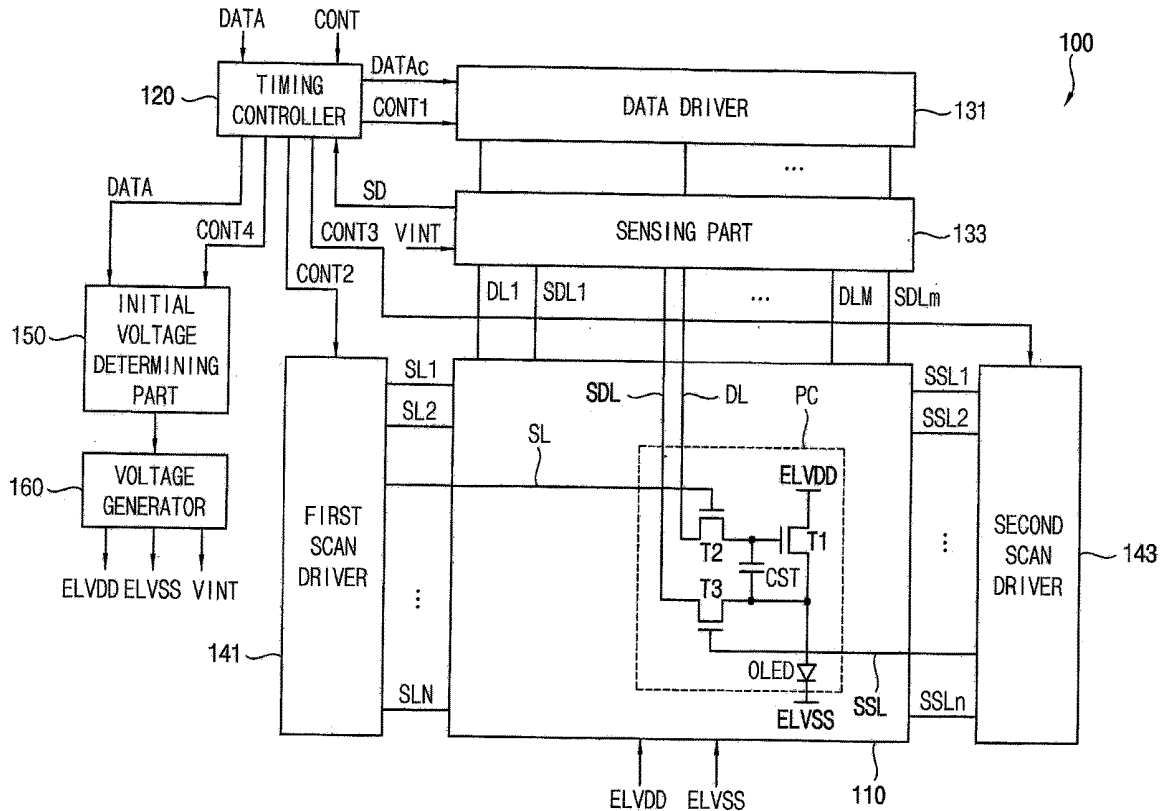 DATA
CONT
100
120
TIMING
CONTROLLER
DATAc
CONT1
DATA DRIVER
131
...
DATA
SD
CONT4
CONT3
VINT
SENSING PART
133
CONT2
DL1
SDL1
...
DLM
SDLm
150
INITIAL
VOLTAGE
DETERMINING
PART
SL1
SL2
SDL
DL
PC
SSL1
SSL2
SL
160
VOLTAGE
GENERATOR
ELVDD
FIRST
SCAN
DRIVER
T2
T1
CST
T3
...
SECOND
SCAN
DRIVER
143
ELVDD
ELVSS
VINT
...
141
OLED
SLN
ELVSS
SSL
SSLn
ELVDD
ELVSS
110